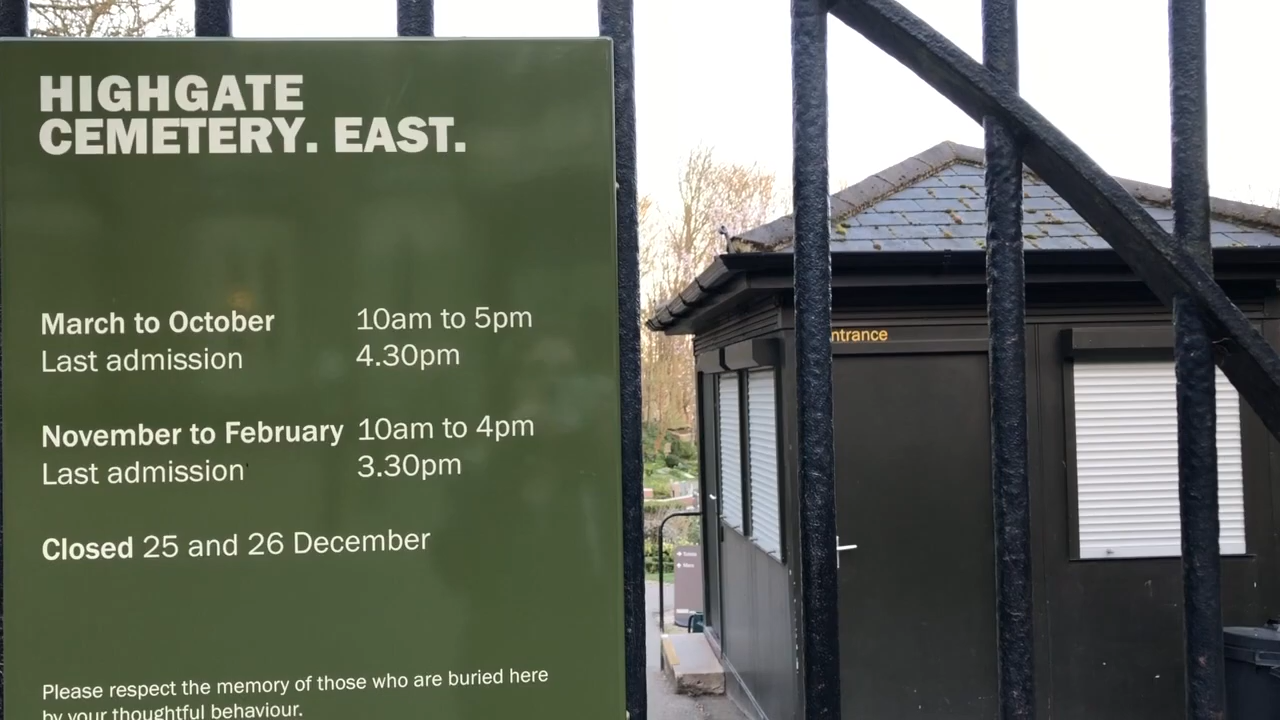 HIGHGATE
CEMETERY. EAST.
March to October 10am to 5pm
Last admission 4.30pm
November to February 10am to 4pm
Last admission 3.30pm
Closed 25 and 26 December
Please respect the memory of those who are buried here
by your thoughtful behaviour.
ntrance